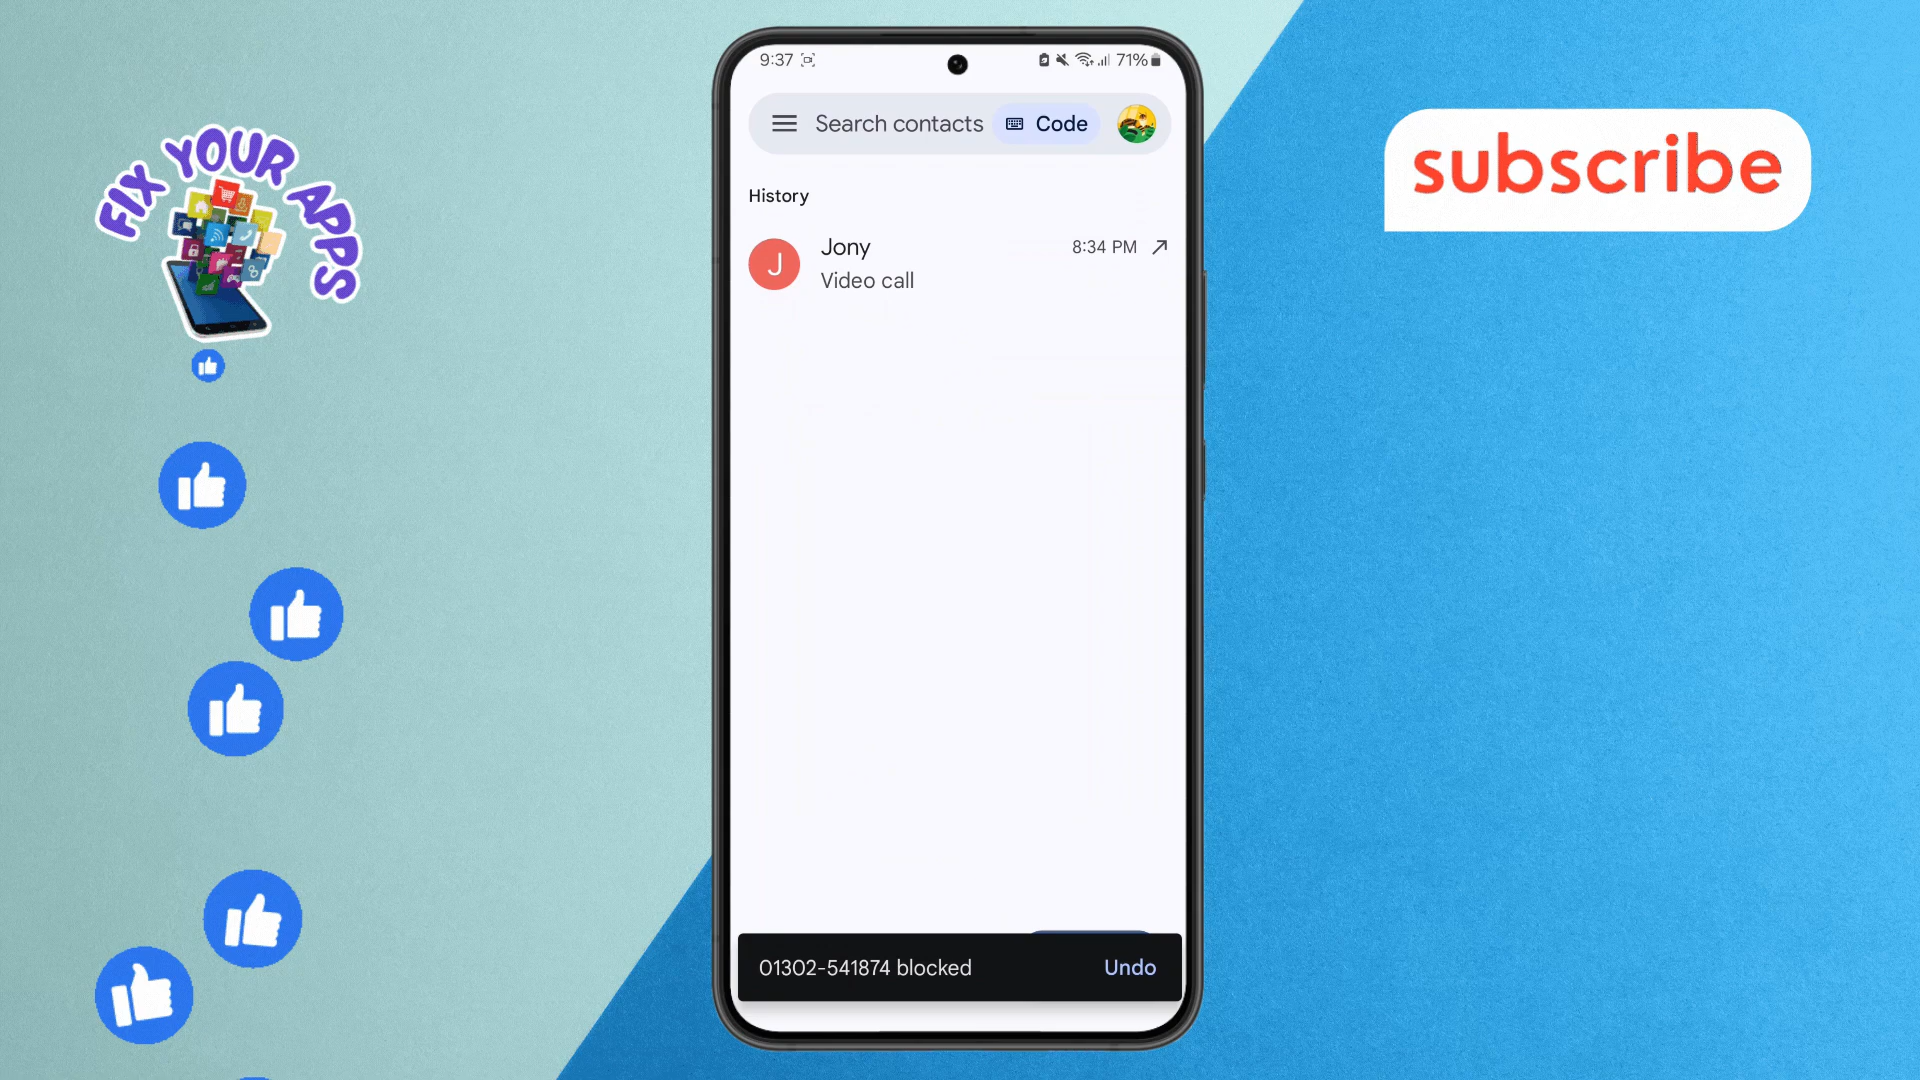 FIX YOUR APPS
9:37
71%
Search contacts
Code
History
J
Jony
8:34 PM
Video call
01302-541874 blocked
Undo
subscribe